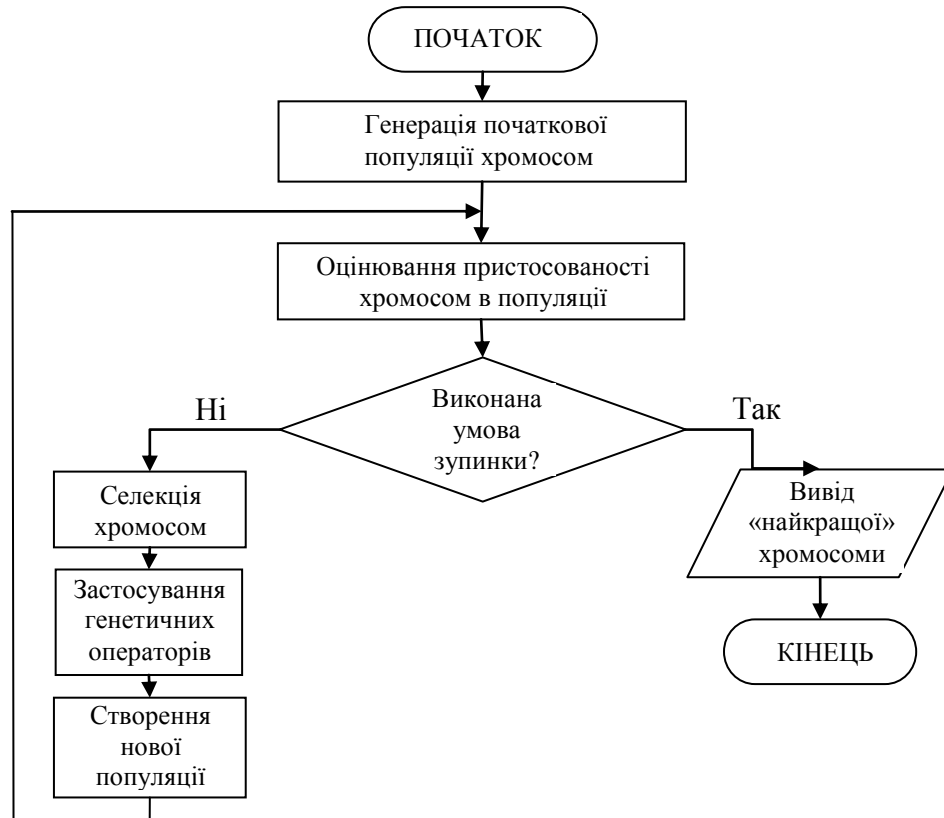 ПОЧАТОК
Генерація початкової
популяції хромосом
Оцінювання пристосованості
хромосом в популяції
Виконана
умова
зупинки?
Ні
Так
Селекція
хромосом
Застосування
генетичних
операторів
Створення
нової
популяції
Вивід
«найкращої»
хромосоми
КІНЕЦЬ